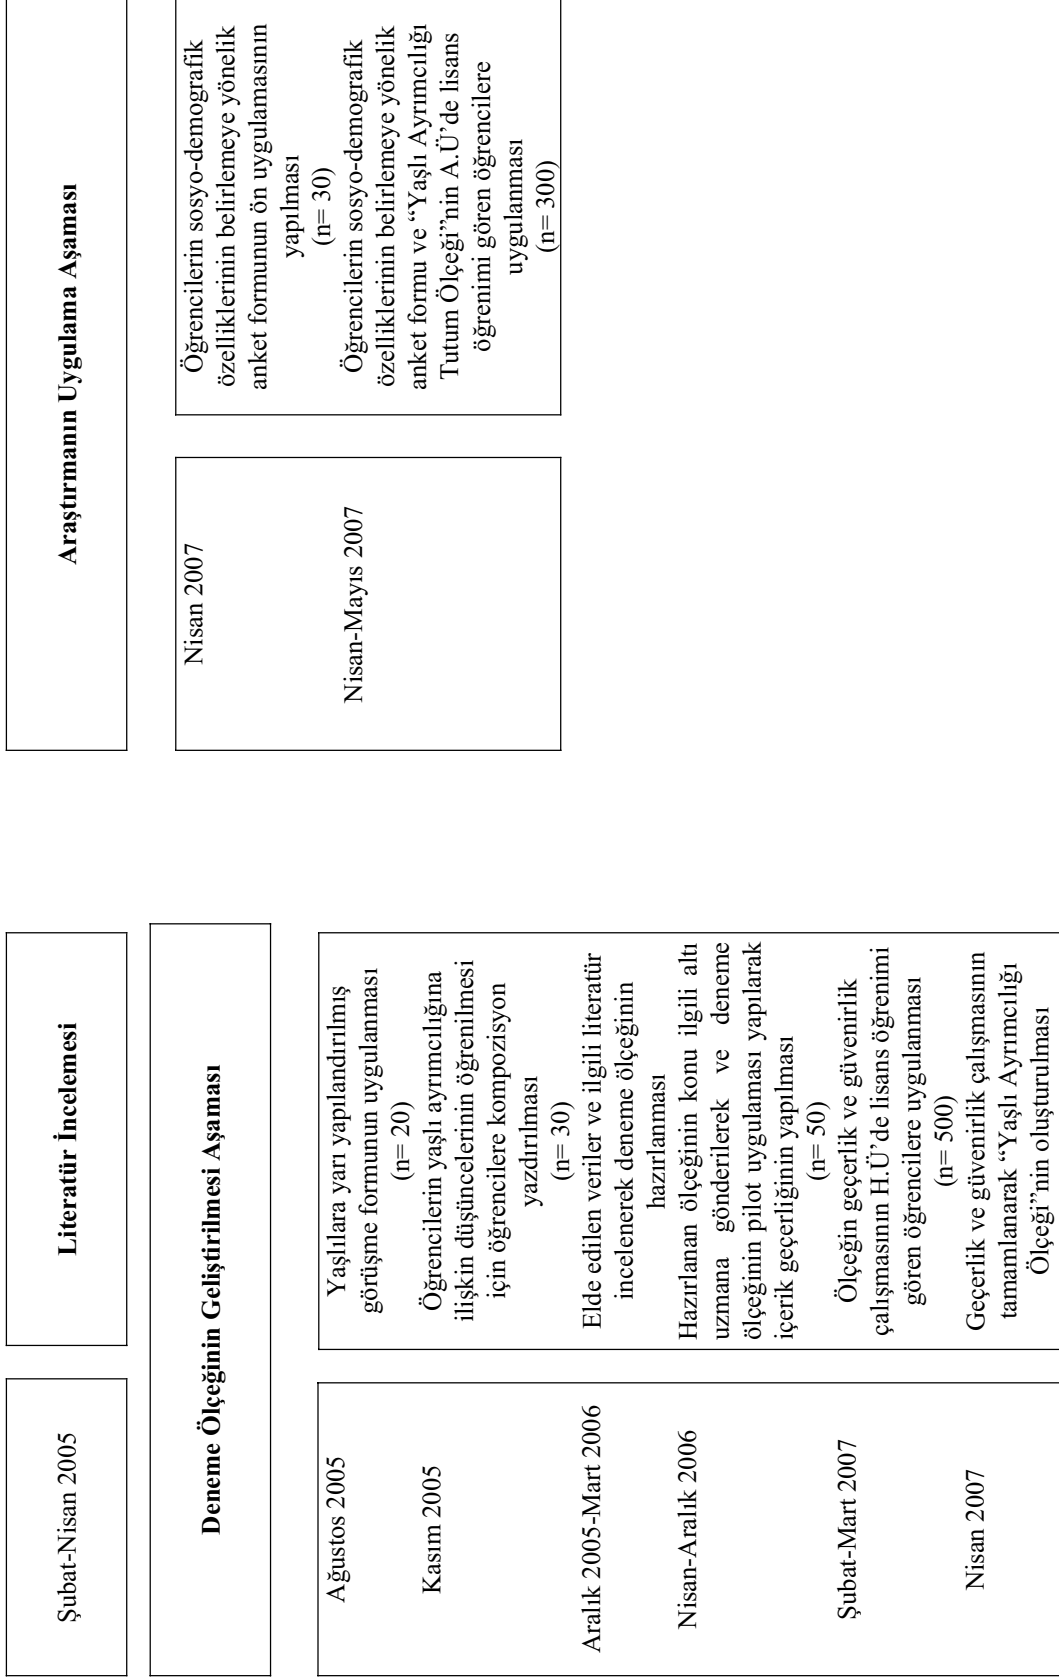 Şubat-Nisan 2005
Literatür İncelemesi
Deneme Ölçeğinin Geliştirilmesi Aşaması
Ağustos 2005
Yaşlılara yarı yapılandırılmış
görüşme formunun uygulanması
(n= 20)
Kasım 2005
Öğrencilerin yaşlı ayrımcılığına
ilişkin düşüncelerinin öğrenilmesi
için öğrencilere kompozisyon
yazdırılması
(n= 30)
Aralık 2005-Mart 2006
Elde edilen veriler ve ilgili literatür
incelenerek deneme ölçeğinin
hazırlanması
Nisan-Aralık 2006
Hazırlanan ölçeğinin konu ilgili altı
uzmana gönderilerek ve deneme
ölçeğinin pilot uygulaması yapılarak
içerik geçerliğinin yapılması
(n= 50)
Şubat-Mart 2007
Ölçeğin geçerlik ve güvenirlik
çalışmasının H.Ü’de lisans öğrenimi
gören öğrencilere uygulanması
(n= 500)
Nisan 2007
Geçerlik ve güvenirlik çalışmasının
tamamlanarak “Yaşlı Ayrımcılığı
Ölçeği”nin oluşturulması
Araştırmanın Uygulama Aşaması
Nisan 2007
Öğrencilerin sosyo-demografik
özelliklerinin belirlemeye yönelik
anket formunun ön uygulamasının
yapılması
(n= 30)
Nisan-Mayıs 2007
Öğrencilerin sosyo-demografik
özelliklerinin belirlemeye yönelik
anket formu ve “Yaşlı Ayrımcılığı
Tutum Ölçeği”nin A.Ü’de lisans
öğrenimi gören öğrencilere
uygulanması
(n= 300)